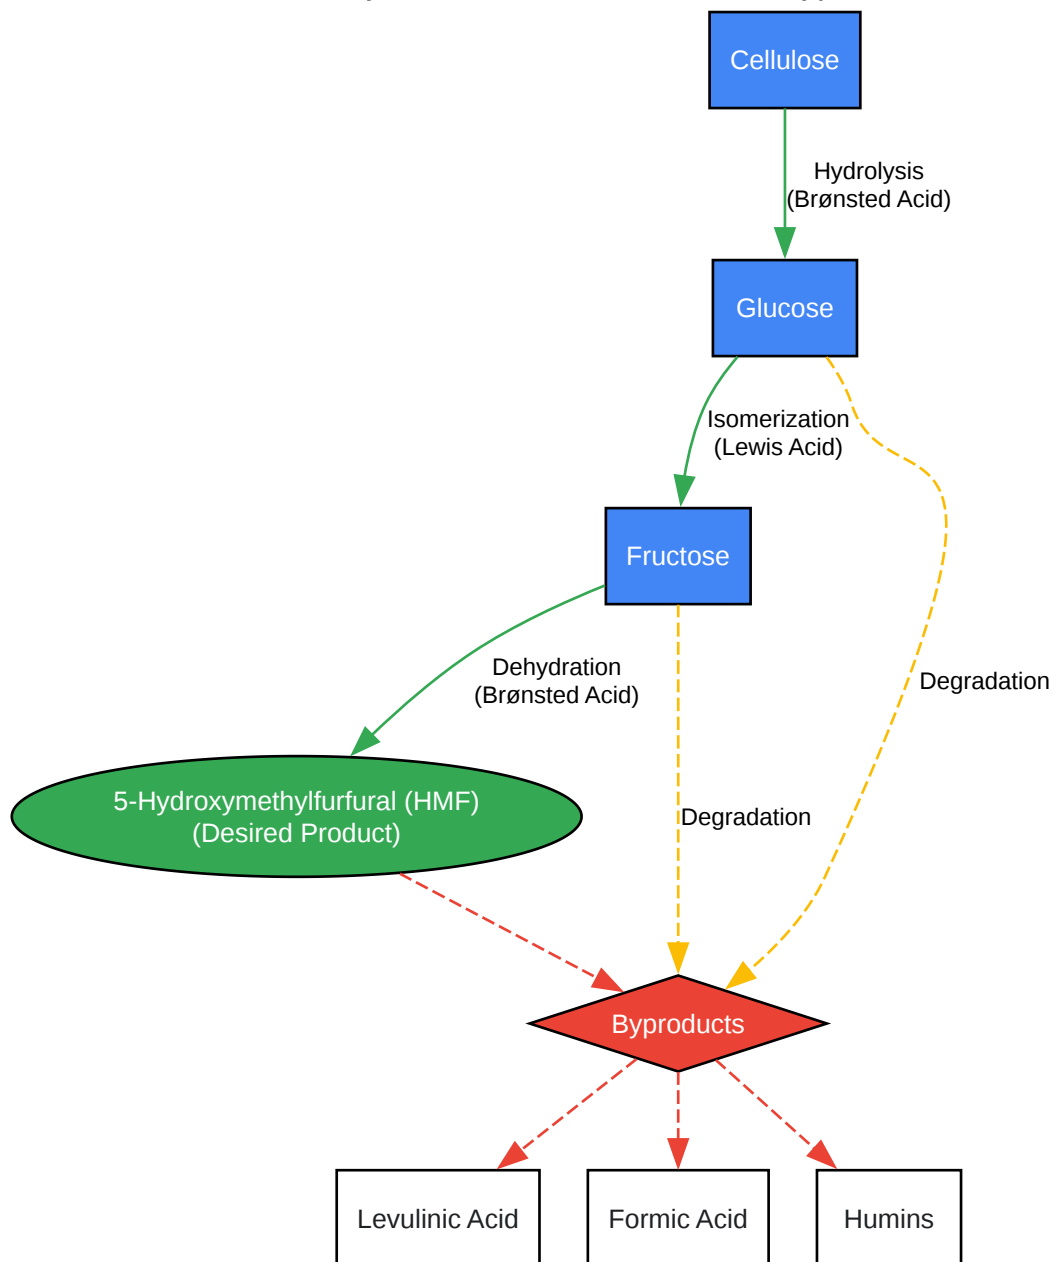 Cellulose
Hydrolysis
(Brønsted Acid)
Glucose
Isomerization
(Lewis Acid)
Fructose
Dehydration
(Brønsted Acid)
Degradation
5-Hydroxymethylfurfural (HMF)
(Desired Product)
Degradation
Byproducts
Levulinic Acid
Formic Acid
Humins